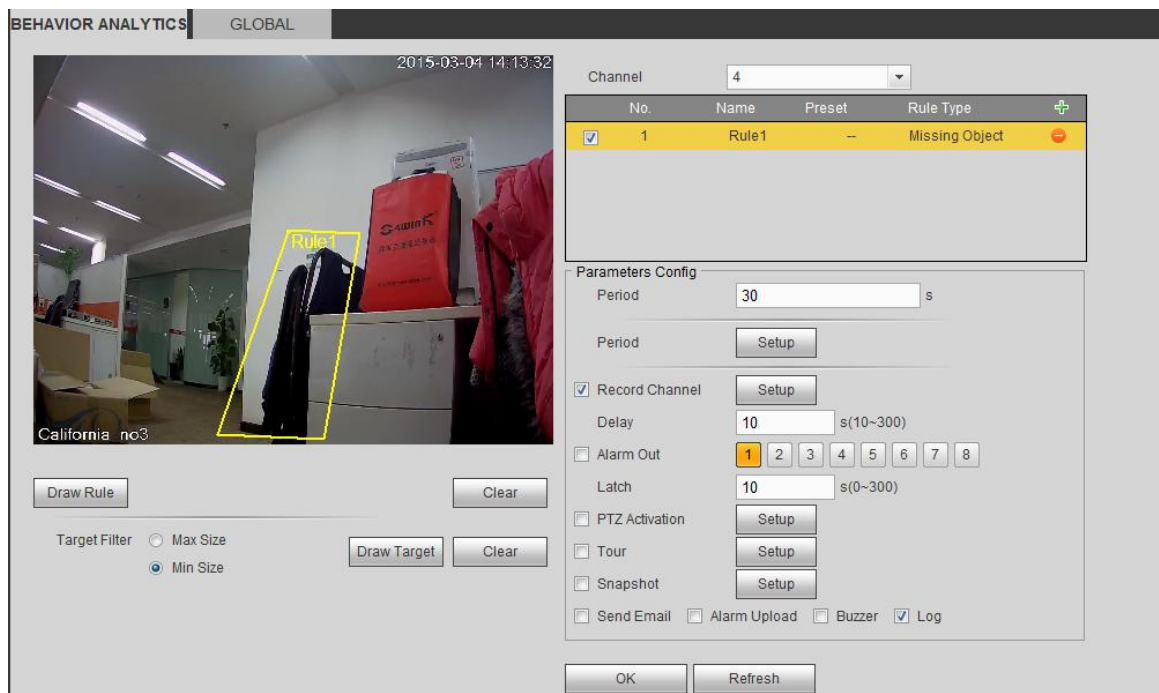 BEHAVIOR ANALYTICS GLOBAL
2015-03-04 14:13:32
Rule1
California no3
Draw Rule Clear
Target Filter Max Size
Min Size
Draw Target Clear
Channel 4
No. Name Preset Rule Type
1 Rule1 -- Missing Object
Parameters Config
Period 30 s
Period Setup
Record Channel Setup
Delay 10 s(10~300)
Alarm Out 1 2 3 4 5 6 7 8
Latch 10 s(0~300)
PTZ Activation Setup
Tour Setup
Snapshot Setup
Send Email Alarm Upload Buzzer Log
OK Refresh